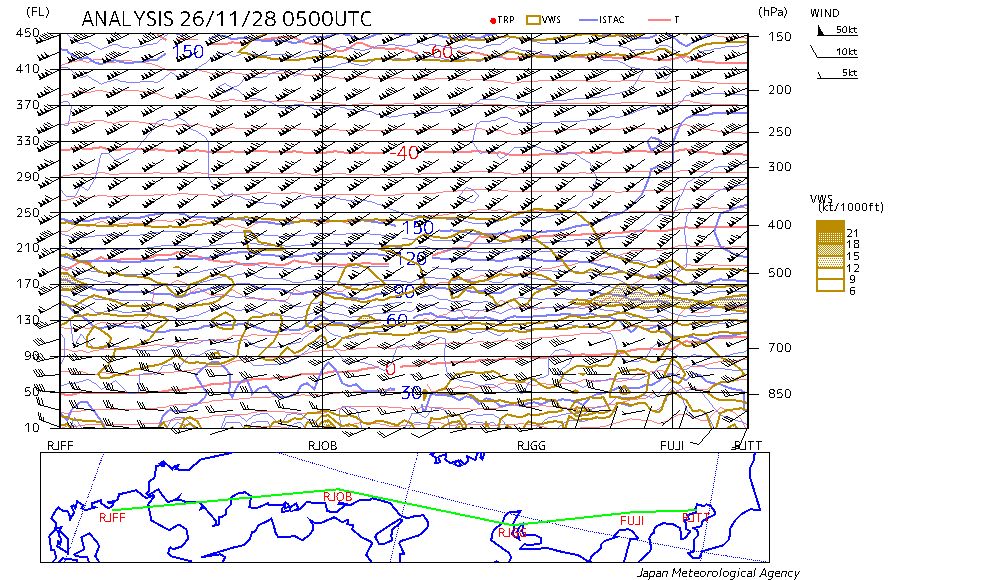 (FL)
ANALYSIS 26/11/28 0500UTC
TRP
VWS
ISTAC
T
(hPa)
WIND
50kt
10kt
5kt
450
410
370
330
290
250
210
170
130
90
50
10
150
200
250
300
400
500
700
850
150
-60
-40
-150
-120
-90
60
0
30
VWS
(kt/1000ft)
21
18
15
12
9
6
RJFF
RJOB
RJGG
FUJI
RJTT
RJFF
RJOB
RJGG
FUJI
RJTT
Japan Meteorological Agency